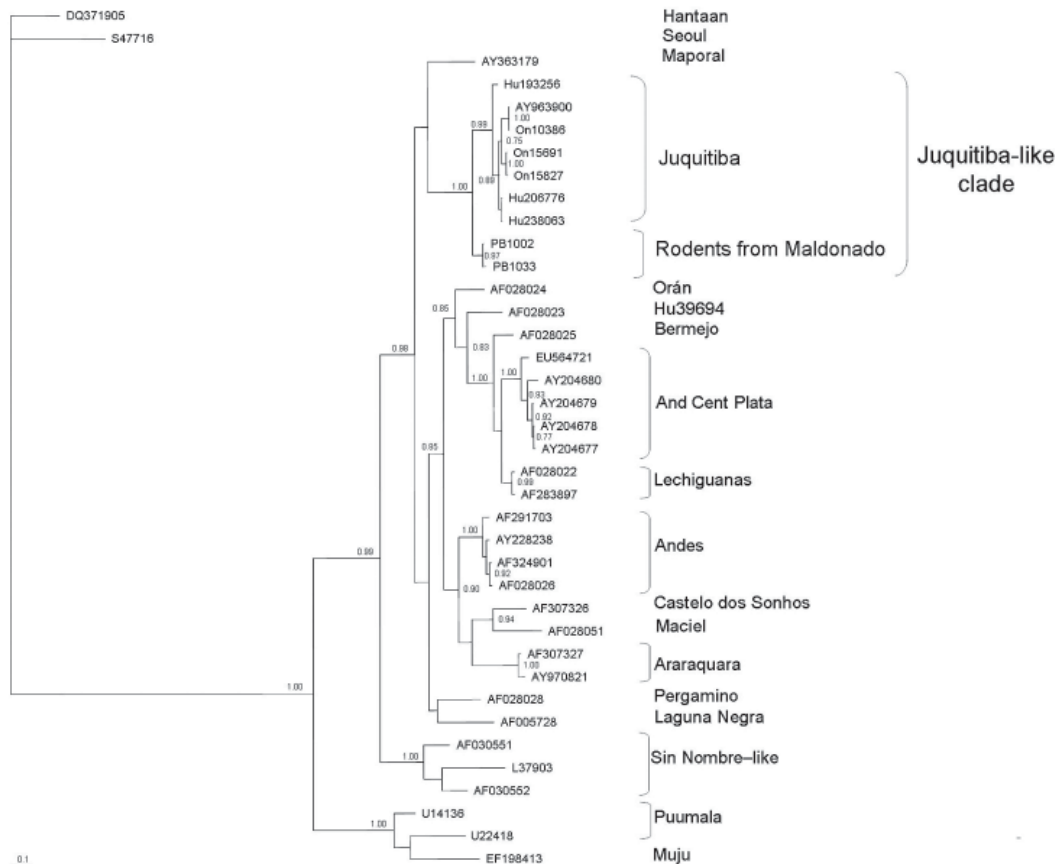 DQ371905 Hantaan
S47716 Seoul
AY363179 Maporal
Hu193256
AY963900
0.99 1.00
On10386
0.75
On15691 Juquitiba
1.00
On15827
1.00 0.89
Hu206776
Hu238063
Juquitiba-like
clade
PB1002
0.97 Rodents from Maldonado
PB1033
AF028024 Orán
0.85
AF028023 Hu39694
AF028025 Bermejo
0.83
0.98
EU564721
1.00
1.00 AY204680
0.93
AY204679 And Cent Plata
0.92
AY204678
0.77
AY204677
0.85
AF028022 Lechiguanas
0.99
AF283897
AF291703
1.00
AY228238 Andes
AF324901
0.99 0.92
AF028026
0.90
AF307326 Castelo dos Sonhos
0.94 Maciel
AF028051
AF307327 Araraquara
1.00
AY970821
1.00
AF028028 Pergamino
AF005728 Laguna Negra
AF030551
1.00 Sin Nombre–like
L37903
AF030552
U14136 Puumala
1.00
U22418
EF198413 Muju
0.1